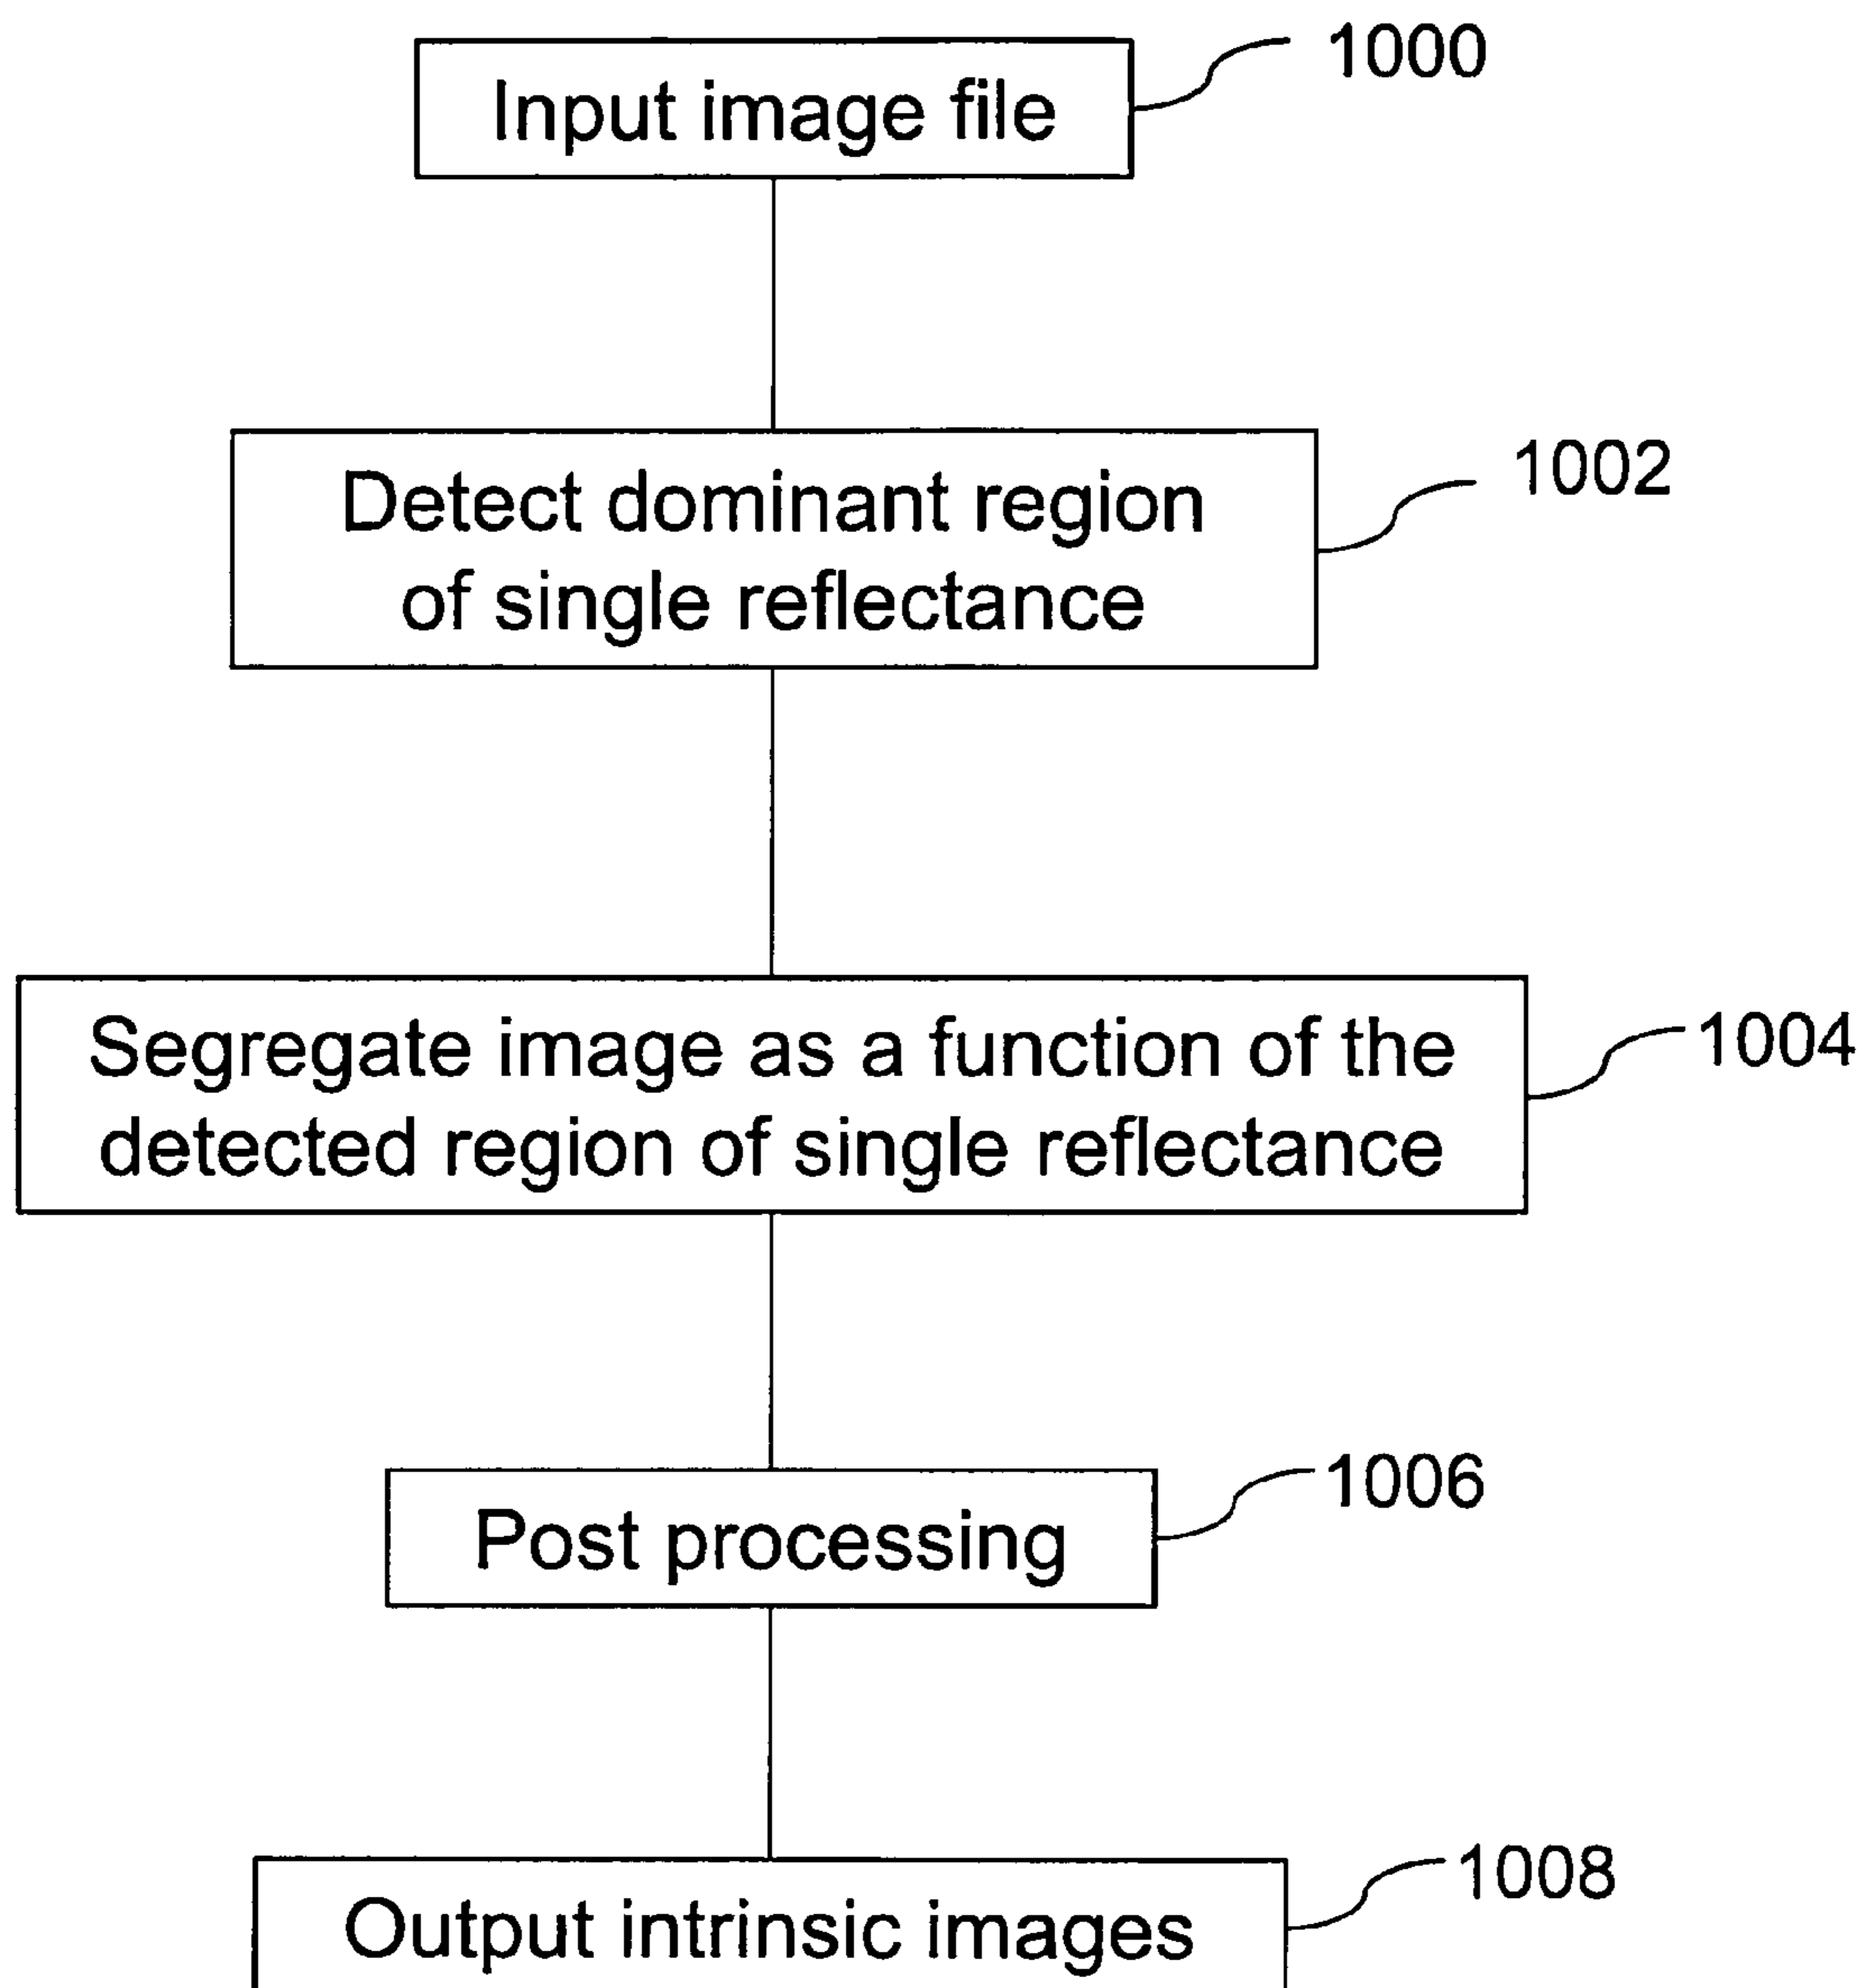 Input image file
1000
Detect dominant region
of single reflectance
1002
Segregate image as a function of the
detected region of single reflectance
1004
Post processing
1006
Output intrinsic images
1008